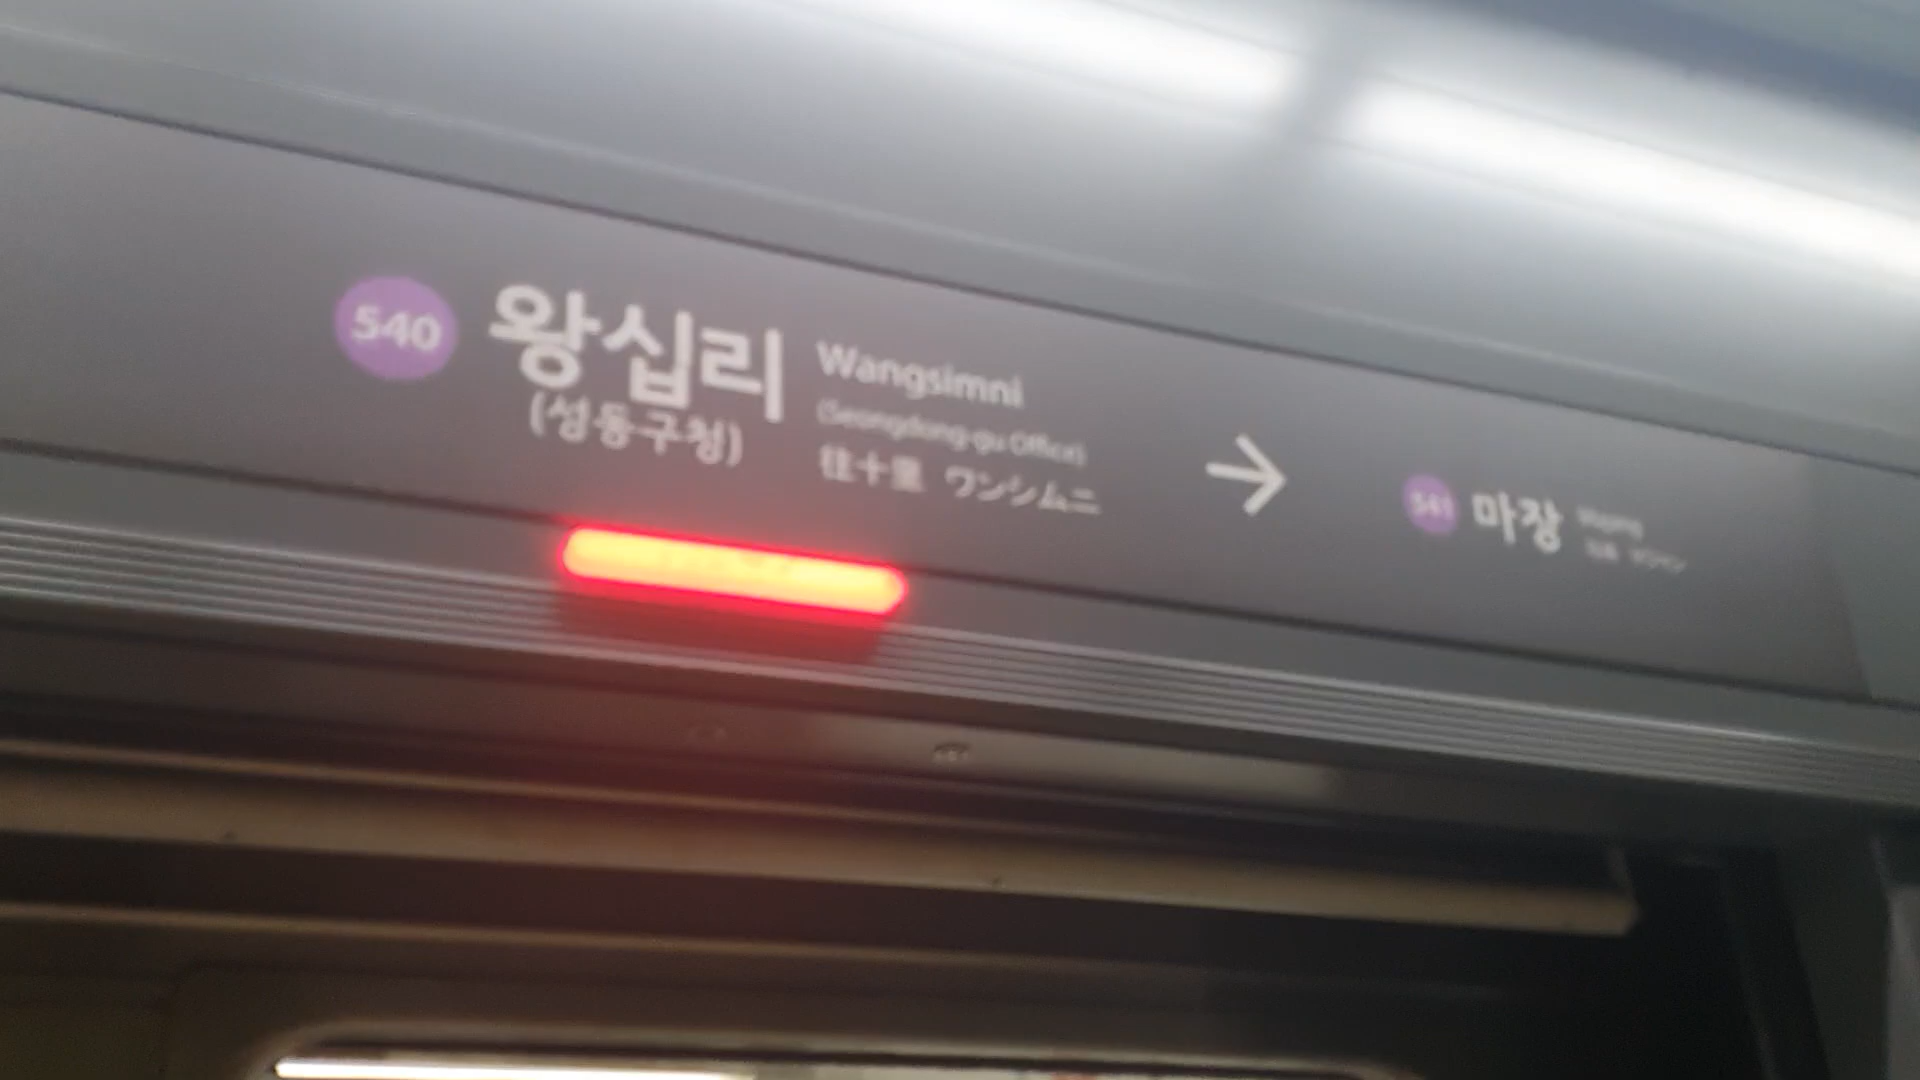 540 왕십리 Wangsimni
(성동구청) (Seongdong-gu Office)
往十里 ワンシムニ
→
541 마장 Majang